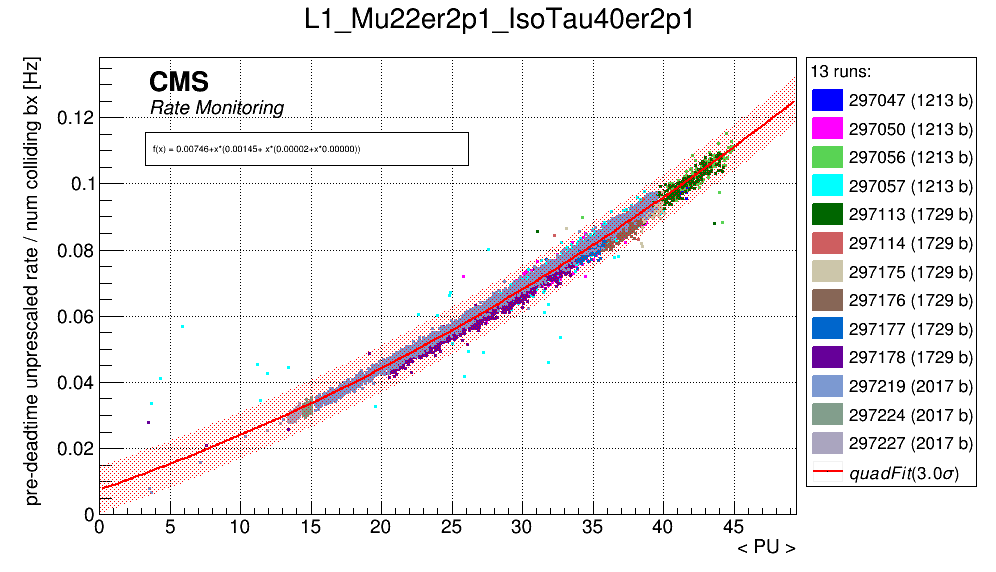 L1_Mu22er2p1_IsoTau40er2p1
pre-deadtime unprescaled rate / num colliding bx [Hz]
CMS
Rate Monitoring
f(x) = 0.00746+x*(0.00145+ x*(0.00002+x*0.00000))
0.12
0.1
0.08
0.06
0.04
0.02
0
0 5 10 15 20 25 30 35 40 45
< PU >
13 runs:
297047 (1213 b)
297050 (1213 b)
297056 (1213 b)
297057 (1213 b)
297113 (1729 b)
297114 (1729 b)
297175 (1729 b)
297176 (1729 b)
297177 (1729 b)
297178 (1729 b)
297219 (2017 b)
297224 (2017 b)
297227 (2017 b)
quadFit(3.0σ)